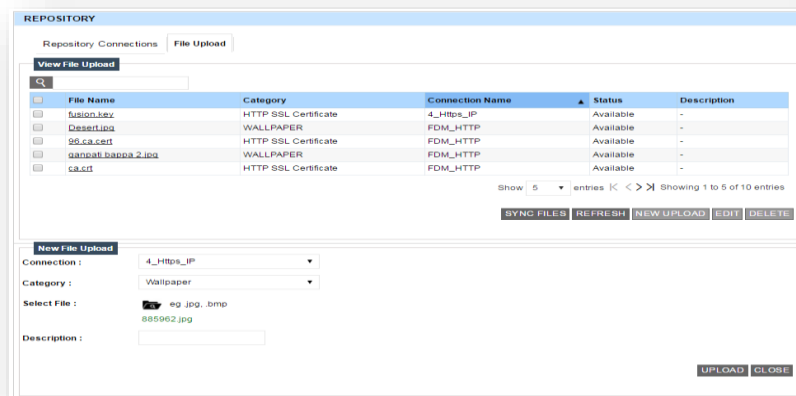 REPOSITORY
Repository Connections File Upload
View File Upload
File Name Category Connection Name Status Description
fusion.key HTTP SSL Certificate 4_Https_IP Available -
Desert.jpg WALLPAPER FDM_HTTP Available -
96.ca.cert HTTP SSL Certificate FDM_HTTP Available -
ganpati bappa 2.jpg WALLPAPER FDM_HTTP Available -
ca.crt HTTP SSL Certificate FDM_HTTP Available -
Show 5 entries Showing 1 to 5 of 10 entries
SYNC FILES REFRESH NEW UPLOAD EDIT DELETE
New File Upload
Connection : 4_Https_IP
Category : Wallpaper
Select File : eg .jpg, .bmp
885962.jpg
Description :
UPLOAD CLOSE